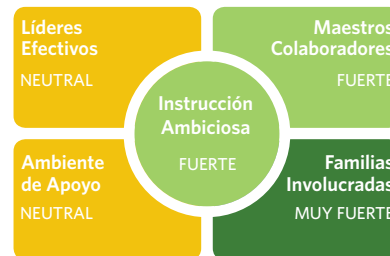 Líderes
Efectivos
NEUTRAL
Maestros
Colaboradores
FUERTE
Instrucción
Ambiciosa
FUERTE
Ambiente
de Apoyo
NEUTRAL
Familias
Involucradas
MUY FUERTE